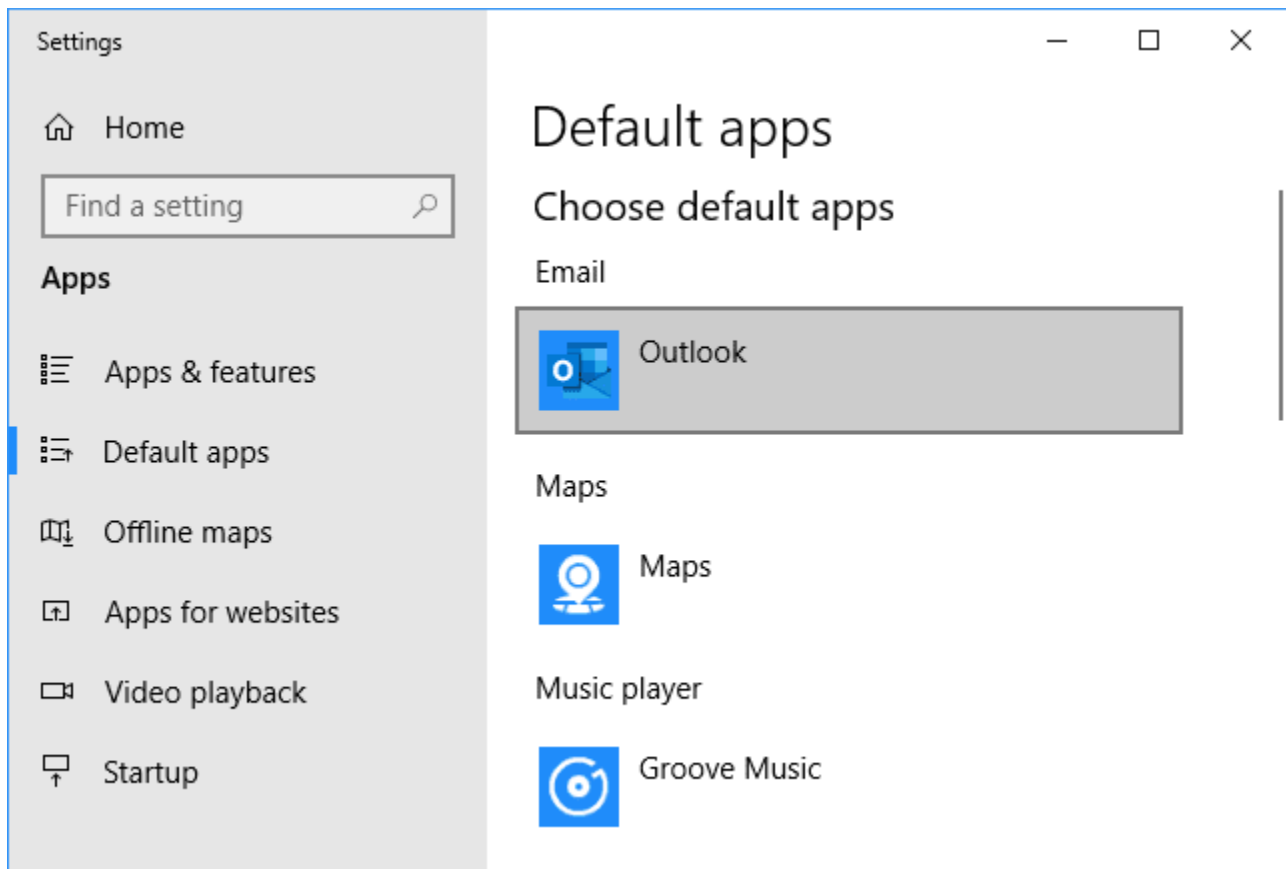 Settings
Home
Find a setting
Apps
Apps & features
Default apps
Offline maps
Apps for websites
Video playback
Startup
Default apps
Choose default apps
Email
O
Outlook
Maps
Maps
Music player
Groove Music